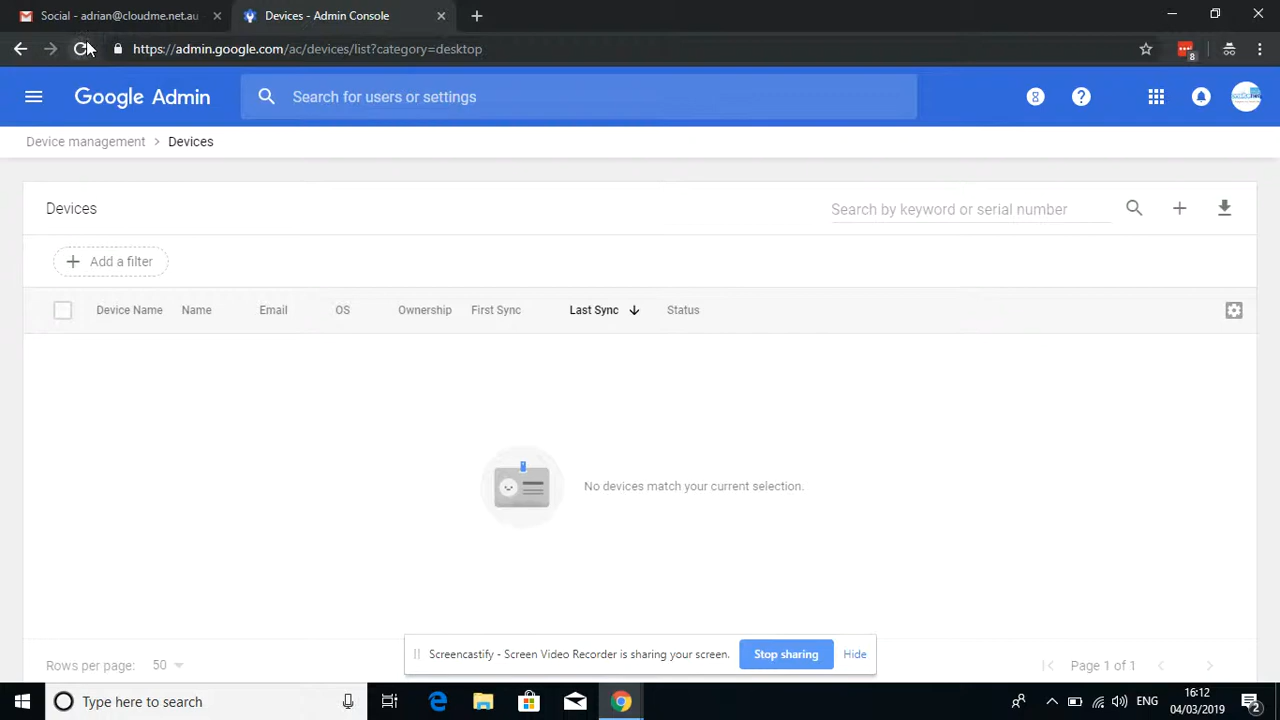 Social - adrian@cloudme.net.au
Devices - Admin Console
https://admin.google.com/ac/devices/list?category=desktop
8
Google Admin
Search for users or settings
Device management > Devices
Devices
Search by keyword or serial number
Add a filter
Device Name Name Email OS Ownership First Sync Last Sync Status
No devices match your current selection.
Screencastify - Screen Video Recorder is sharing your screen. Stop sharing Hide
Rows per page: 50
Page 1 of 1
Type here to search
ENG
16:12
04/03/2019
2